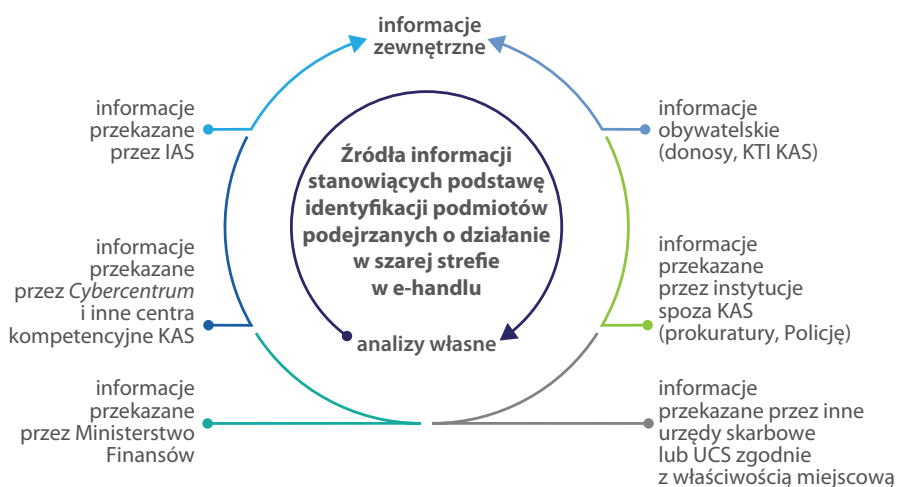 informacje
zewnętrzne
informacje
przekazane
przez IAS
informacje
obywatelskie
(donosy, KTI KAS)
Źródła informacji
stanowiących podstawę
identyfikacji podmiotów
podejrzanych o działanie
w szarej strefie
w e-handlu
informacje
przekazane
przez Cybercentrum
i inne centra
kompetencyjne KAS
informacje
przekazane
przez instytucje
spoza KAS
(prokuratury, Policję)
analizy własne
informacje
przekazane
przez Ministerstwo
Finansów
informacje
przekazane przez inne
urzędy skarbowe
lub UCS zgodnie
z właściwością miejscową